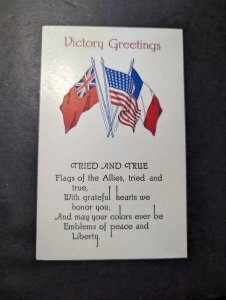 Victory Greetings
TRIED AND TRUE
Flags of the Allies, tried and
true,
With grateful hearts we
honor you;
And may your colors ever be
Emblems of peace and
Liberty.